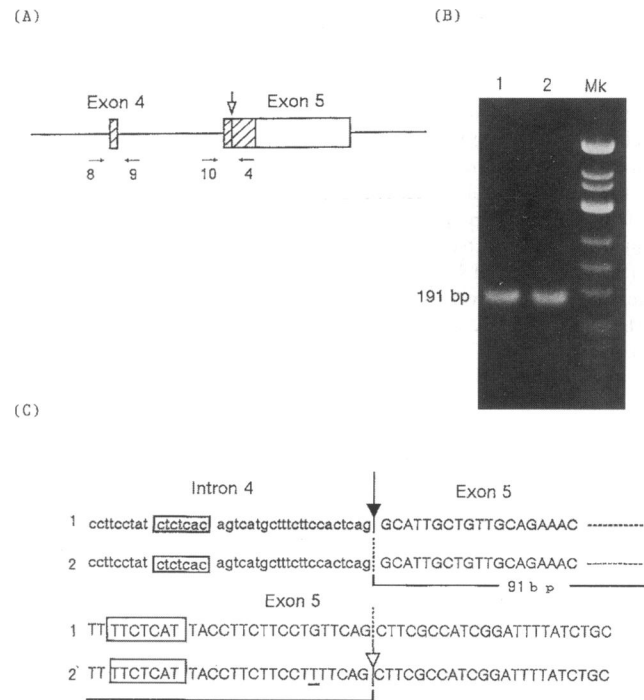 (A)
(B)
Exon 4
Exon 5
8
9
10
4
1 2 Mk
191 bp
(C)
Intron 4
Exon 5
1 ccttcctat ctctcac agtcatgctttcttccactcag GCATTGCTGTTGCAGAAAC
2 ccttcctat ctctcac agtcatgctttcttccactcag GCATTGCTGTTGCAGAAAC
91 b p
Exon 5
1 TT TTCTCAT TACCTTCTTCCTGTTCAG CTTCGCCATCGGATTTTATCTGC
2 TT TTCTCAT TACCTTCTTCCTTTTCAG CTTCGCCATCGGATTTTATCTGC